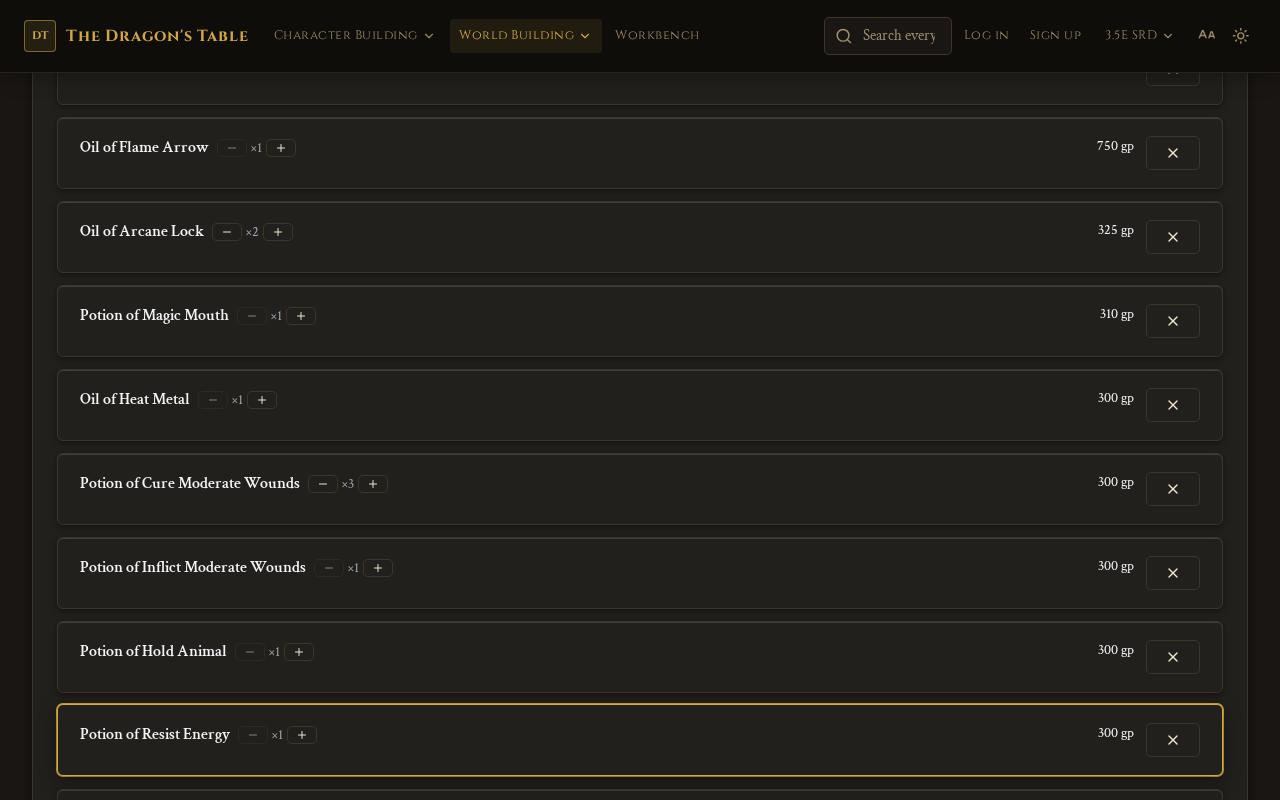 DT THE DRAGON'S TABLE CHARACTER BUILDING WORLD BUILDING WORKBENCH Search every LOG IN SIGN UP 3.5E SRD AA
Oil of Flame Arrow − ×1 + 750 gp ×
Oil of Arcane Lock − ×2 + 325 gp ×
Potion of Magic Mouth − ×1 + 310 gp ×
Oil of Heat Metal − ×1 + 300 gp ×
Potion of Cure Moderate Wounds − ×3 + 300 gp ×
Potion of Inflict Moderate Wounds − ×1 + 300 gp ×
Potion of Hold Animal − ×1 + 300 gp ×
Potion of Resist Energy − ×1 + 300 gp ×